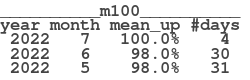 m100
year month mean_up #days
2022 7 100.0% 4
2022 6 98.0% 30
2022 5 98.0% 31